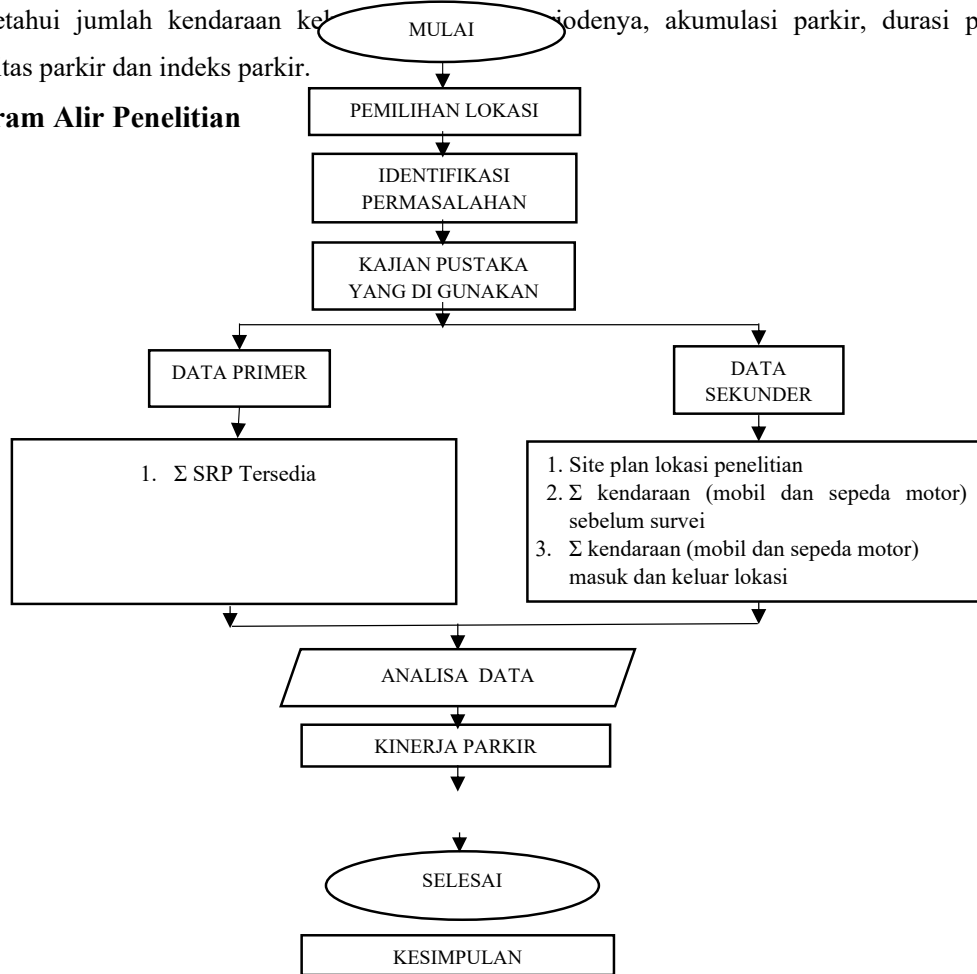 etahui jumlah kendaraan kel iodenya, akumulasi parkir, durasi p
itas parkir dan indeks parkir.
ram Alir Penelitian
MULAI
PEMILIHAN LOKASI
IDENTIFIKASI
PERMASALAHAN
KAJIAN PUSTAKA
YANG DI GUNAKAN
DATA PRIMER
1. Σ SRP Tersedia
DATA
SEKUNDER
1. Site plan lokasi penelitian
2. Σ kendaraan (mobil dan sepeda motor)
sebelum survei
3. Σ kendaraan (mobil dan sepeda motor)
masuk dan keluar lokasi
ANALISA DATA
KINERJA PARKIR
SELESAI
KESIMPULAN